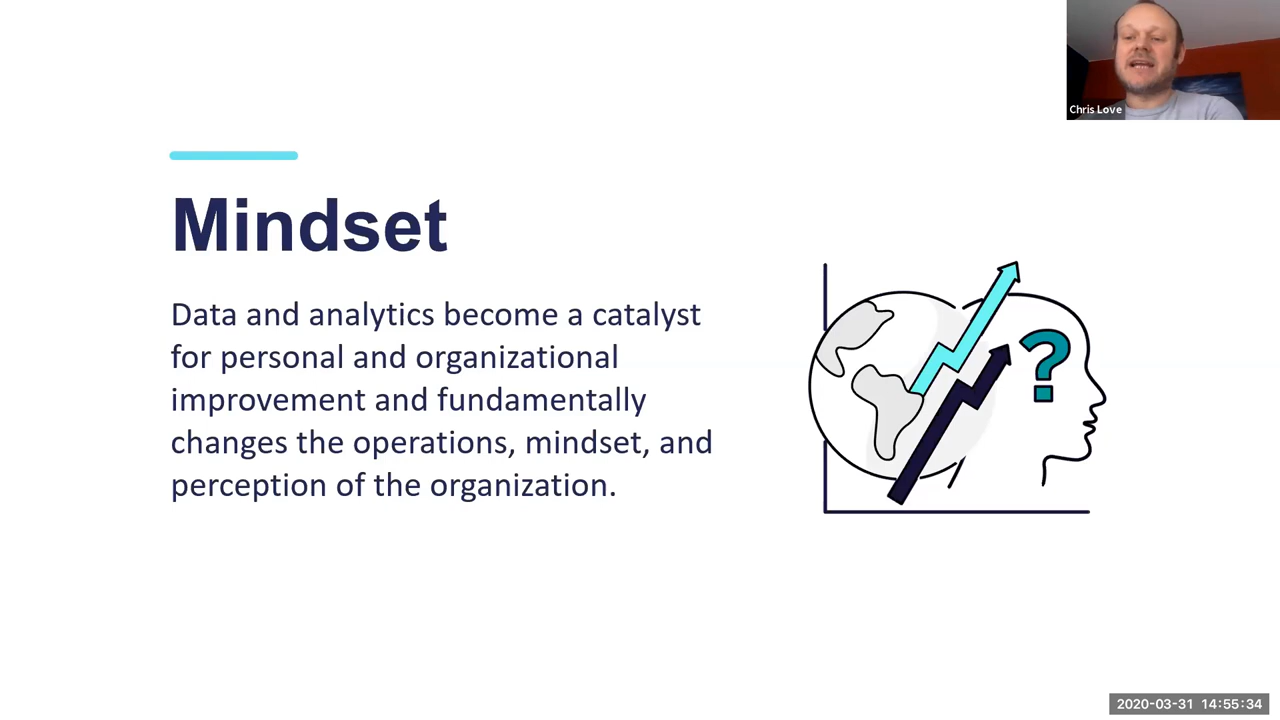 Chris Love
Mindset
Data and analytics become a catalyst
for personal and organizational
improvement and fundamentally
changes the operations, mindset, and
perception of the organization.
?
2020-03-31 14:55:34